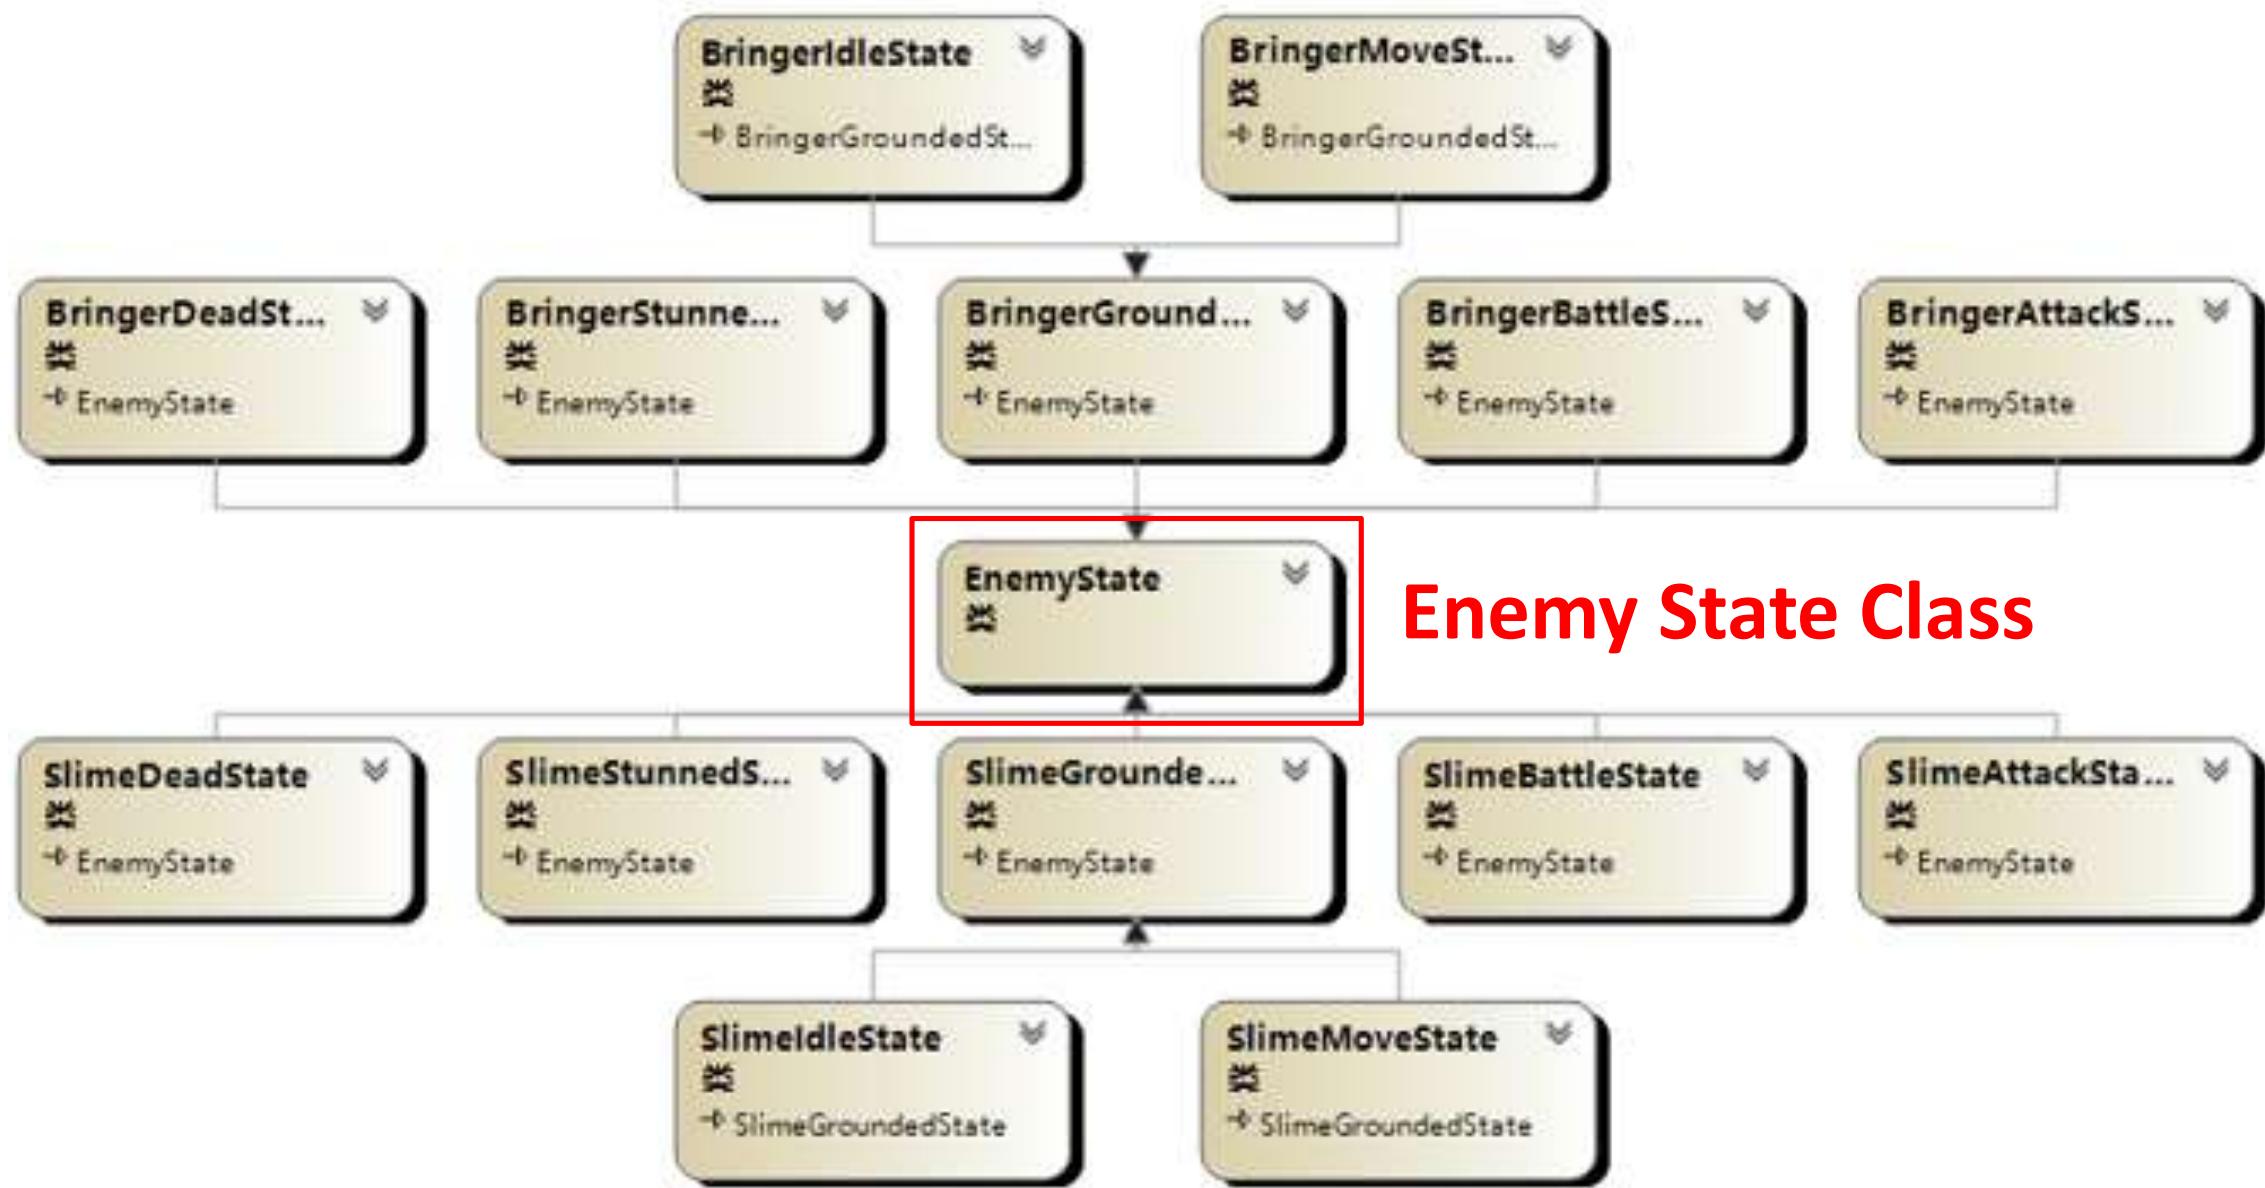 BringerIdleState
BringerGroundedSt...
BringerMoveSt...
BringerGroundedSt...
BringerDeadSt...
EnemyState
BringerStunne...
EnemyState
BringerGround...
EnemyState
BringerBattleS...
EnemyState
BringerAttackS...
EnemyState
EnemyState
Enemy State Class
SlimeDeadState
EnemyState
SlimeStunnedS...
EnemyState
SlimeGrounde...
EnemyState
SlimeBattleState
EnemyState
SlimeAttackSta...
EnemyState
SlimeIdleState
SlimeGroundedState
SlimeMoveState
SlimeGroundedState